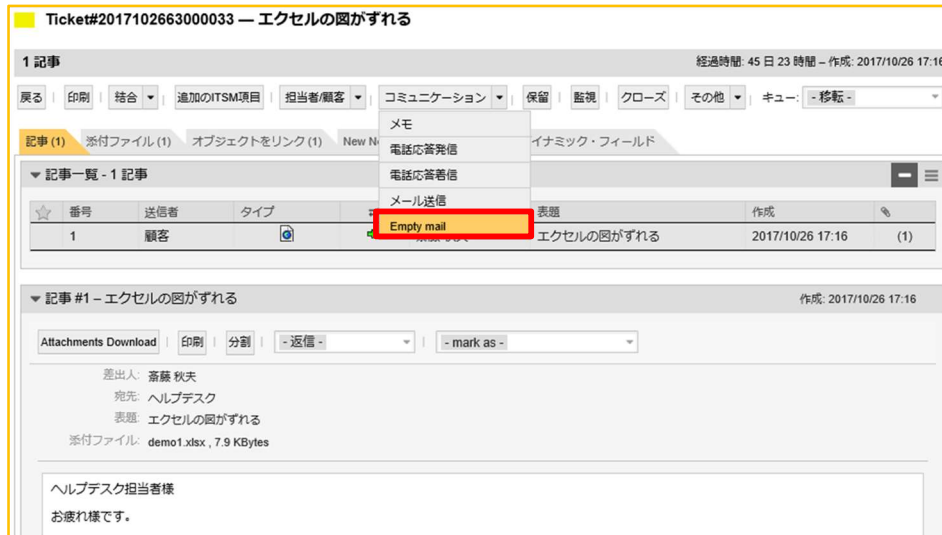 Ticket#2017102663000033 — エクセルの図がずれる
1 記事
経過時間: 45 日 23 時間 – 作成: 2017/10/26 17:16
戻る 印刷 結合 追加のITSM項目 担当者/顧客 コミュニケーション 保留 監視 クローズ その他 キュー: - 移転 -
メモ
電話応答発信
電話応答着信
メール送信
Empty mail
記事 (1) 添付ファイル (1) オブジェクトをリンク (1) New イナミック・フィールド
記事一覧 - 1 記事
番号 送信者 タイプ 表題 作成
1 顧客 エクセルの図がずれる 2017/10/26 17:16 (1)
記事 #1 – エクセルの図がずれる
作成: 2017/10/26 17:16
Attachments Download 印刷 分割 - 返信 - - mark as -
差出人: 斎藤 秋夫
宛先: ヘルプデスク
表題: エクセルの図がずれる
添付ファイル: demo1.xlsx , 7.9 KBytes
ヘルプデスク担当者様
お疲れ様です。